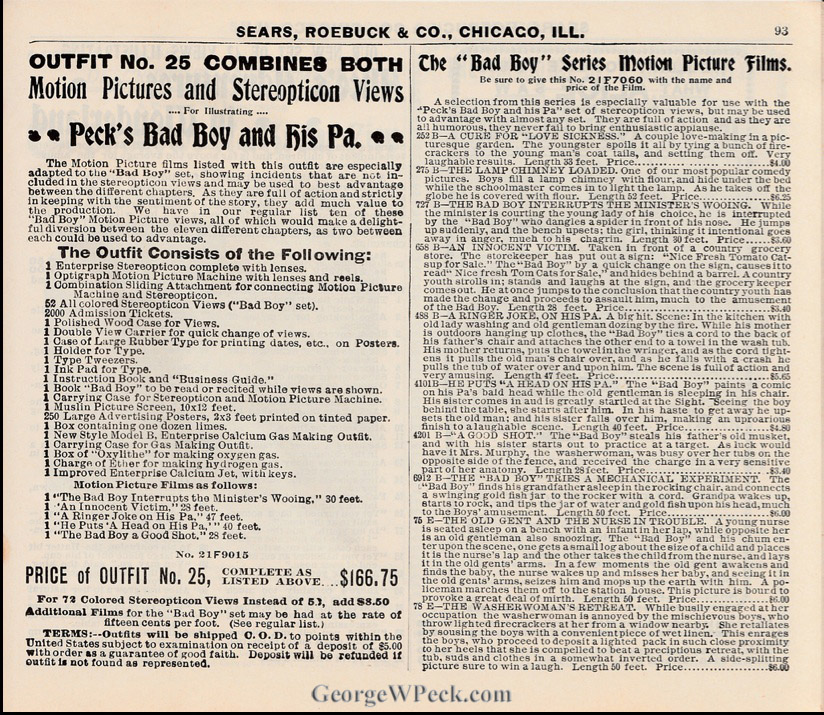 SEARS, ROEBUCK & CO., CHICAGO, ILL.
93
OUTFIT No. 25 COMBINES BOTH
Motion Pictures and Stereopticon Views
.... For Illustrating ....
Peck's Bad Boy and His Pa.
The Motion Picture films listed with this outfit are especially
adapted to the "Bad Boy" set, showing incidents that are not in-
cluded in the stereopticon views and may be used to best advantage
between the different chapters. As they are full of action and strictly
in keeping with the sentiment of the story, they add much value to
the production. We have in our regular list ten of these
"Bad Boy" Motion Picture views, all of which would make a delight-
ful diversion between the eleven different chapters, as two between
each could be used to advantage.
The Outfit Consists of the Following:
1 Enterprise Stereopticon complete with lenses.
1 Optigraph Motion Picture Machine with lenses and reels.
1 Combination Sliding Attachment for connecting Motion Picture
Machine and Stereopticon.
52 All colored Stereopticon Views ("Bad Boy" set).
2000 Admission Tickets.
1 Polished Wood Case for Views.
1 Double View Carrier for quick change of views.
1 Case of Large Rubber Type for printing dates, etc., on Posters.
1 Holder for Type.
1 Type Tweezers.
1 Ink Pad for Type.
1 Instruction Book and "Business Guide."
1 Book "Bad Boy" to be read or recited while views are shown.
1 Carrying Case for Stereopticon and Motion Picture Machine.
1 Muslin Picture Screen, 10x12 feet.
250 Large Advertising Posters, 2x3 feet printed on tinted paper.
1 Box containing one dozen limes.
1 New Style Model B, Enterprise Calcium Gas Making Outfit.
1 Carrying Case for Gas Making Outfit.
1 Box of "Oxylithe" for making oxygen gas.
1 Charge of Ether for making hydrogen gas.
1 Improved Enterprise Calcium Jet, with keys.
Motion Picture Films as follows:
1 "The Bad Boy Interrupts the Minister's Wooing," 30 feet.
1 'An Innocent Victim." 28 feet.
1 "A Ringer Joke on His Pa," 47 feet.
1 "He Puts 'A Head on His Pa,'" 40 feet.
1 "The Bad Boy a Good Shot," 28 feet.
No. 21F9015
PRICE of OUTFIT No. 25, COMPLETE AS LISTED ABOVE... $166.75
For 72 Colored Stereopticon Views Instead of 52, add $8.50
Additional Films for the "Bad Boy" set may be had at the rate of
fifteen cents per foot. (See regular list.)
TERMS:--Outfits will be shipped C. O. D. to points within the
United States subject to examination on receipt of a deposit of $5.00
with order as a guarantee of good faith. Deposit will be refunded if
outfit is not found as represented.
The "Bad Boy" Series Motion Picture Films.
Be sure to give this No. 21F7060 with the name and
price of the Film.
A selection from this series is especially valuable for use with the
"Peck's Bad Boy and his Pa" set of stereopticon views, but may be used
to advantage with almost any set. They are full of action and as they are
all humorous, they never fail to bring enthusiastic applause.
252 B—A CURE FOR "LOVE SICKNESS." A couple love-making in a pic-
turesque garden. The youngster spoils it all by tying a bunch of fire-
crackers to the young man's coat tails, and setting them off. Very
laughable results. Length 33 feet. Price.....$4.00
275 B—THE LAMP CHIMNEY LOADED. One of our most popular comedy
pictures. Boys fill a lamp chimney with flour, and hide under the bed
while the schoolmaster comes in to light the lamp. As he takes off the
globe he is covered with flour. Length 52 feet. Price.....$6.25
727 B—THE BAD BOY INTERRUPTS THE MINISTER'S WOOING. While
the minister is courting the young lady of his choice, he is interrupted
by the "Bad Boy" who dangles a spider in front of his nose. He jumps
up suddenly, and the bench upsets; the girl, thinking it intentional goes
away in anger, much to his chagrin. Length 30 feet. Price.....$3.60
658 B—AN INNOCENT VICTIM. Taken in front of a country grocery
store. The storekeeper has put out a sign: "Nice Fresh Tomato Cat-
sup for Sale." The "Bad Boy" by a quick change on the sign, causes it to
read "Nice fresh Tom Cats for Sale," and hides behind a barrel. A country
youth strolls in; stands and laughs at the sign, and the grocery keeper
comes out. He at once jumps to the conclusion that the country youth has
made the change and proceeds to assault him, much to the amusement
of the Bad Boy. Length 28 feet. Price.....$3.40
488 B—A RINGER JOKE, ON HIS PA. A big hit. Scene: In the kitchen with
old lady washing and old gentleman dozing by the fire. While his mother
is outdoors hanging up clothes, the "Bad Boy" ties a cord to the back of
his father's chair and attaches the other end to a towel in the wash tub.
His mother returns, puts the towel in the wringer, and as the cord tight-
ens it pulls the old man's chair over, and as he falls with a crash he
pulls the tub of water over and upon him. The scene is full of action and
very amusing. Length 47 feet. Price.....$5.65
4101B—HE PUTS "A HEAD ON HIS PA." The "Bad Boy" paints a comic
on his Pa's bald head while the old gentleman is sleeping in his chair.
His sister comes in and is greatly startled at the Sight. Seeing the boy
behind the table, she starts after him. In his haste to get away he up-
sets the old man; and his sister falls over him, making an uproarious
finish to a laughable scene. Length 40 feet. Price.....$4.80
4201 B—"A GOOD SHOT." The "Bad Boy" steals his father's old musket,
and with his sister starts out to practice at a target. As luck would
have it Mrs. Murphy, the washerwoman, was busy over her tubs on the
opposite side of the fence, and received the charge in a very sensitive
part of her anatomy. Length 28 feet. Price.....$3.40
6912 B—THE "BAD BOY" TRIES A MECHANICAL EXPERIMENT. The
"Bad Boy" finds his grandfather asleep in the rocking chair, and connects
a swinging gold fish jar to the rocker with a cord. Grandpa wakes up,
starts to rock, and tips the jar of water and gold fish upon his head, much
to the Boys' amusement. Length 50 feet. Price.....$6.00
75 E—THE OLD GENT AND THE NURSE IN TROUBLE. A young nurse
is seated asleep on a bench with an infant in her lap, while opposite her
is an old gentleman also snoozing. The "Bad Boy" and his chum en-
ter upon the scene, one gets a small log about the size of a child and places
it in the nurse's lap and the other takes the child from the nurse, and lays
it in the old gents' arms. In a few moments the old gent awakens and
finds the baby, the nurse wakes up and misses her baby, and seeing it in
the old gents' arms, seizes him and mops up the earth with him. A po-
liceman marches them off to the station house. This picture is bound to
provoke a great deal of mirth. Length 50 feet. Price.....$6.00
78 E—THE WASHERWOMAN'S RETREAT. While busily engaged at her
occupation the washerwoman is annoyed by the mischievous boys, who
throw lighted firecrackers at her from a window nearby. She retaliates
by sousing the boys with a convenient piece of wet linen. This enrages
the boys, who proceed to deposit a lighted pack in such close proximity
to her heels that she is compelled to beat a precipitous retreat, with the
tub, suds and clothes in a somewhat inverted order. A side-splitting
picture sure to win a laugh. Length 50 feet. Price.....$6.00
GeorgeWPeck.com